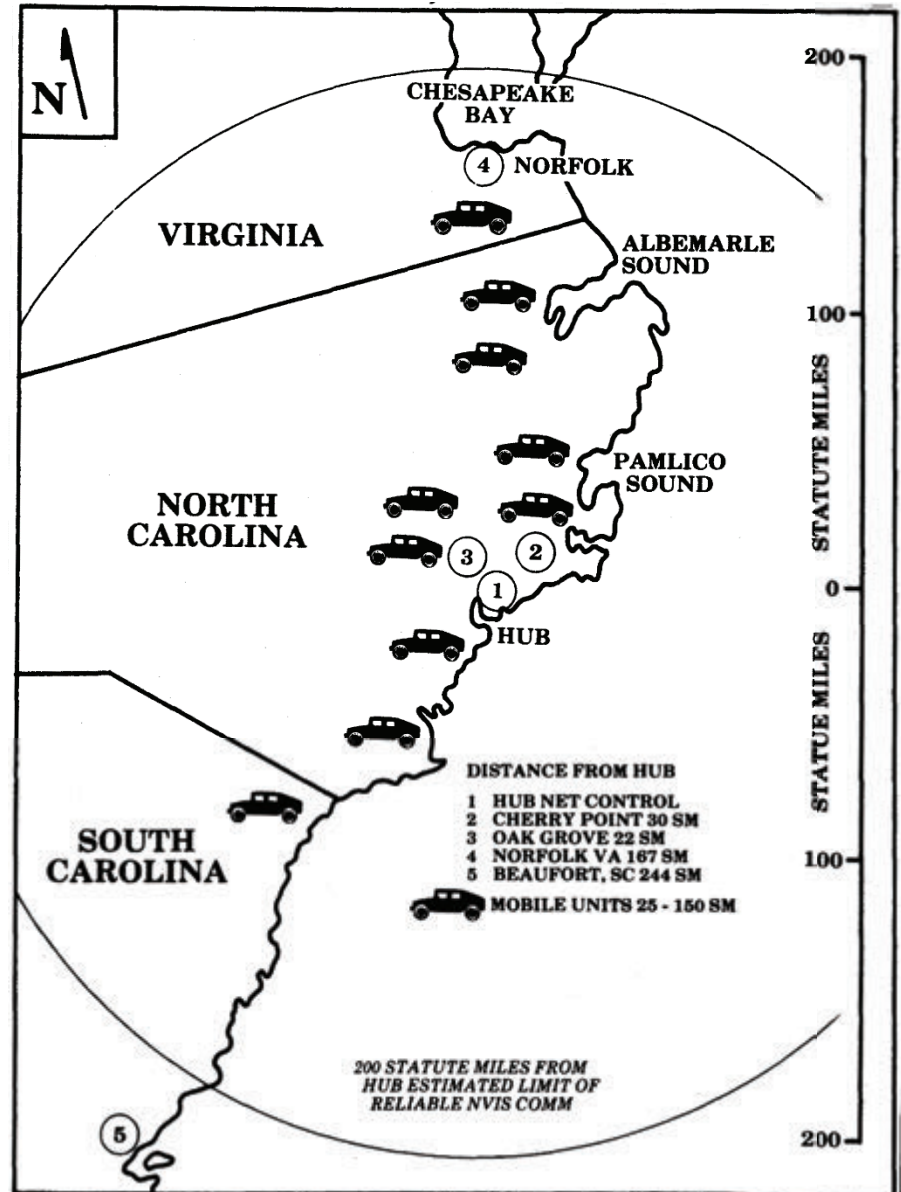 N
200
CHESAPEAKE
BAY
4
NORFOLK
VIRGINIA
ALBEMARLE
SOUND
100
STATUTE MILES
NORTH
CAROLINA
PAMLICO
SOUND
3
2
1
0
HUB
STATUE MILES
DISTANCE FROM HUB
1 HUB NET CONTROL
2 CHERRY POINT 30 SM
3 OAK GROVE 22 SM
4 NORFOLK VA 167 SM
5 BEAUFORT, SC 244 SM
MOBILE UNITS 25 - 150 SM
SOUTH
CAROLINA
100
200 STATUTE MILES FROM
HUB ESTIMATED LIMIT OF
RELIABLE NVIS COMM
5
200